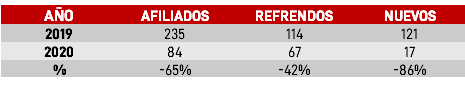 AÑO AFILIADOS REFRENDOS NUEVOS
2019 235 114 121
2020 84 67 17
% -65% -42% -86%